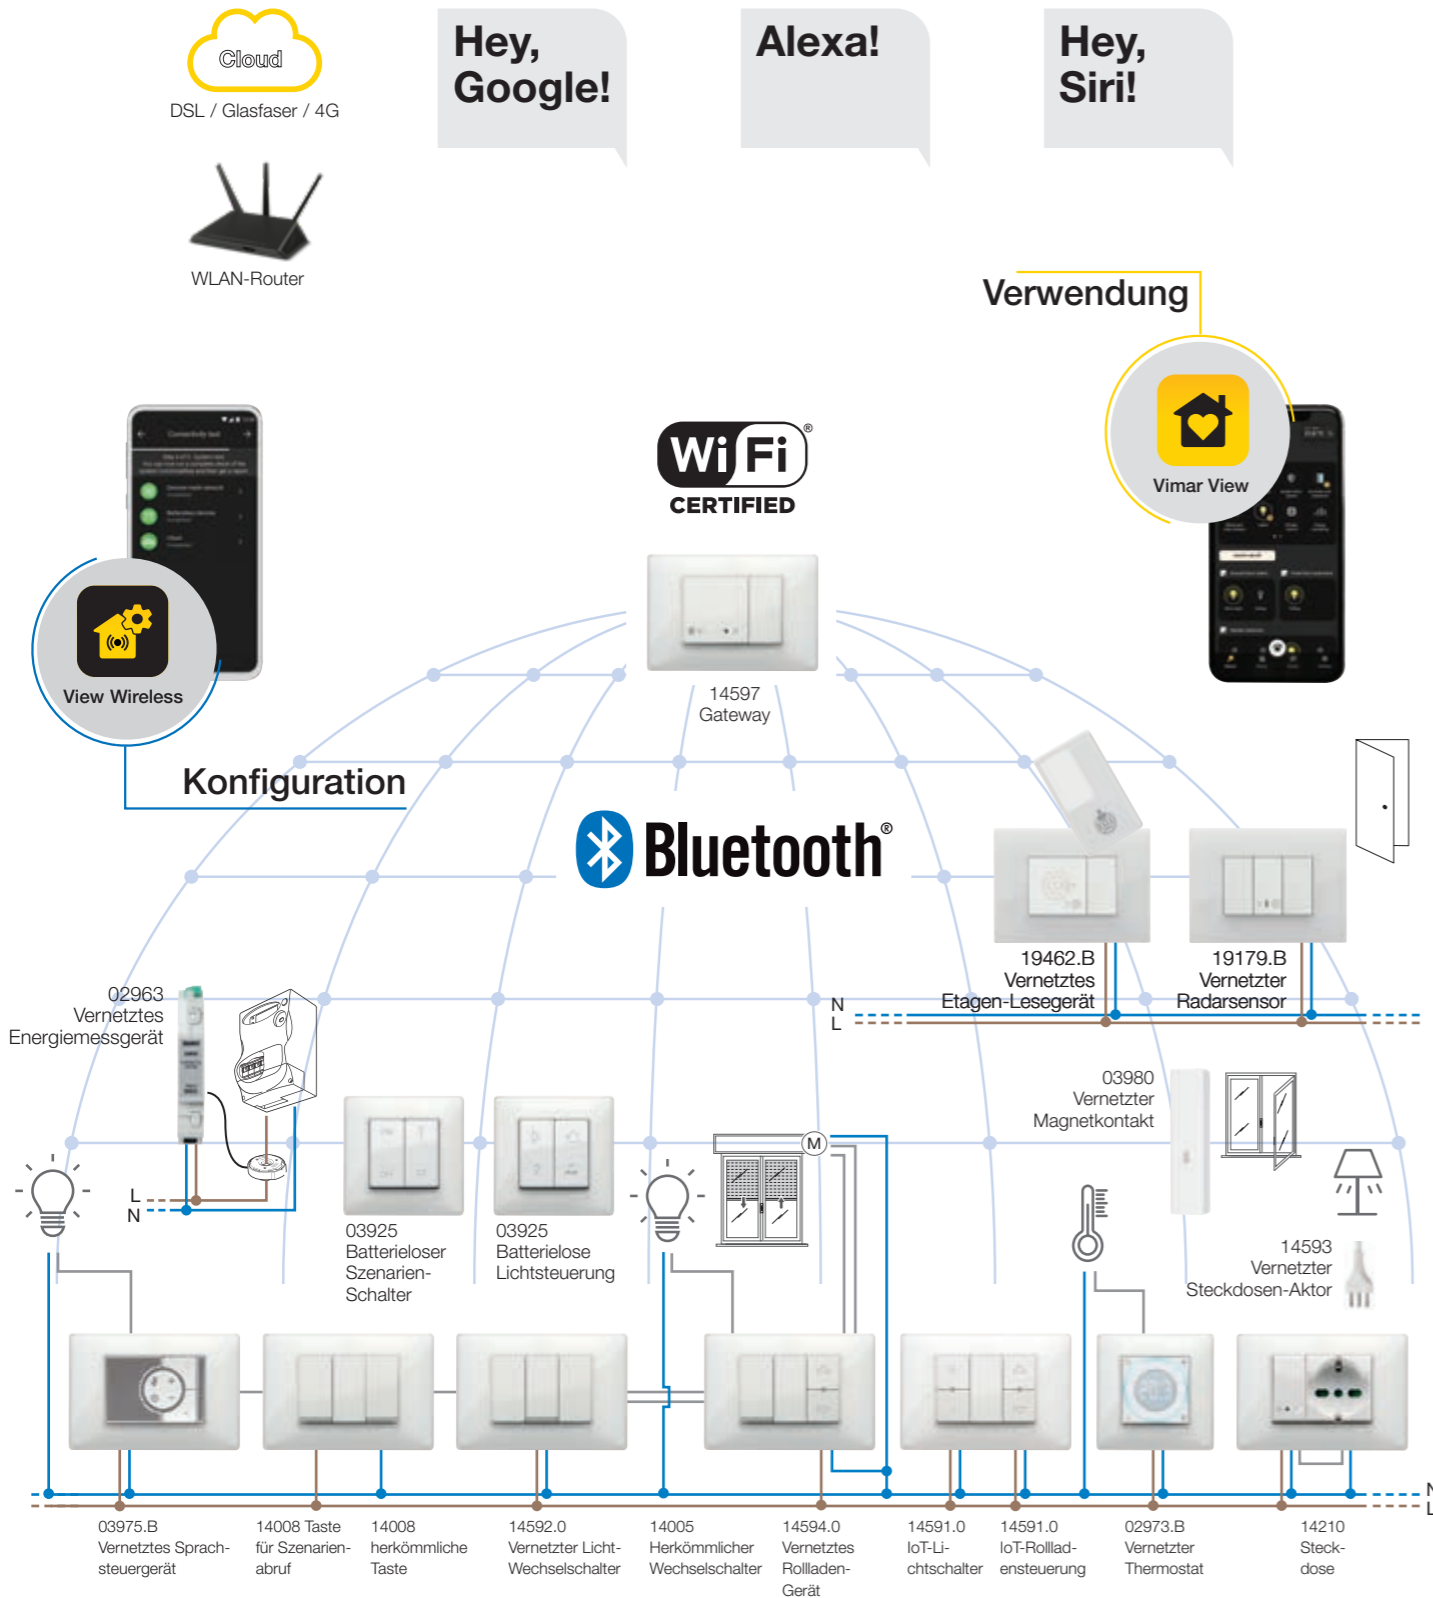 Cloud
DSL / Glasfaser / 4G
Hey,
Google!
Alexa!
Hey,
Siri!
WLAN-Router
Verwendung
Vimar View
Connectivity test
WiFi®
CERTIFIED
View Wireless
Konfiguration
14597
Gateway
Bluetooth®
19462.B
Vernetztes
Etagen-Lesegerät
19179.B
Vernetzter
Radarsensor
N
L
02963
Vernetztes
Energiemessgerät
L
N
03925
Batterieloser
Szenarien-
Schalter
03925
Batterielose
Lichtsteuerung
M
03980
Vernetzter
Magnetkontakt
14593
Vernetzter
Steckdosen-Aktor
N
L
03975.B
Vernetztes Sprach-
steuergerät
14008 Taste
für Szenarien-
abruf
14008
herkömmliche
Taste
14592.0
Vernetzter Licht-
Wechselschalter
14005
Herkömmlicher
Wechselschalter
14594.0
Vernetztes
Rollladen-
Gerät
14591.0
IoT-Li-
chtschalter
14591.0
IoT-Rollad-
ensteuerung
02973.B
Vernetzter
Thermostat
14210
Steck-
dose